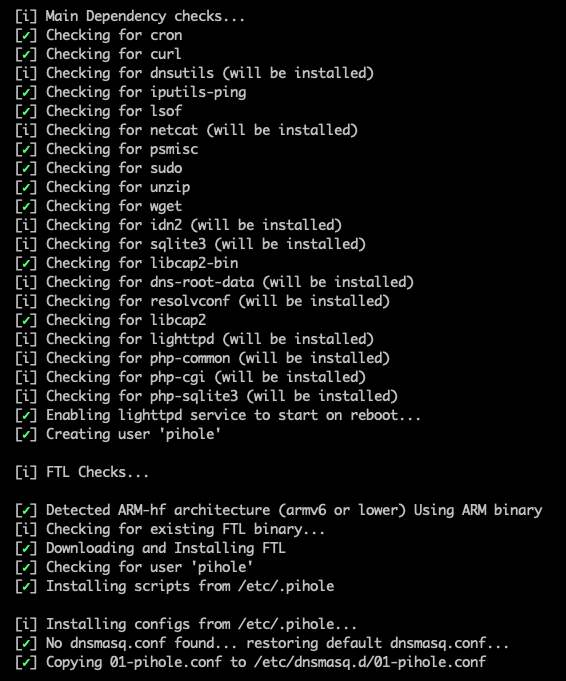 [i] Main Dependency checks...
[✓] Checking for cron
[✓] Checking for curl
[i] Checking for dnsutils (will be installed)
[✓] Checking for iputils-ping
[✓] Checking for lsof
[i] Checking for netcat (will be installed)
[✓] Checking for psmisc
[✓] Checking for sudo
[✓] Checking for unzip
[✓] Checking for wget
[i] Checking for idn2 (will be installed)
[i] Checking for sqlite3 (will be installed)
[✓] Checking for libcap2-bin
[i] Checking for dns-root-data (will be installed)
[i] Checking for resolvconf (will be installed)
[✓] Checking for libcap2
[i] Checking for lighttpd (will be installed)
[i] Checking for php-common (will be installed)
[i] Checking for php-cgi (will be installed)
[i] Checking for php-sqlite3 (will be installed)
[✓] Enabling lighttpd service to start on reboot...
[✓] Creating user 'pihole'
[i] FTL Checks...
[✓] Detected ARM-hf architecture (armv6 or lower) Using ARM binary
[i] Checking for existing FTL binary...
[✓] Downloading and Installing FTL
[✓] Checking for user 'pihole'
[✓] Installing scripts from /etc/.pihole
[i] Installing configs from /etc/.pihole...
[✓] No dnsmasq.conf found... restoring default dnsmasq.conf...
[✓] Copying 01-pihole.conf to /etc/dnsmasq.d/01-pihole.conf